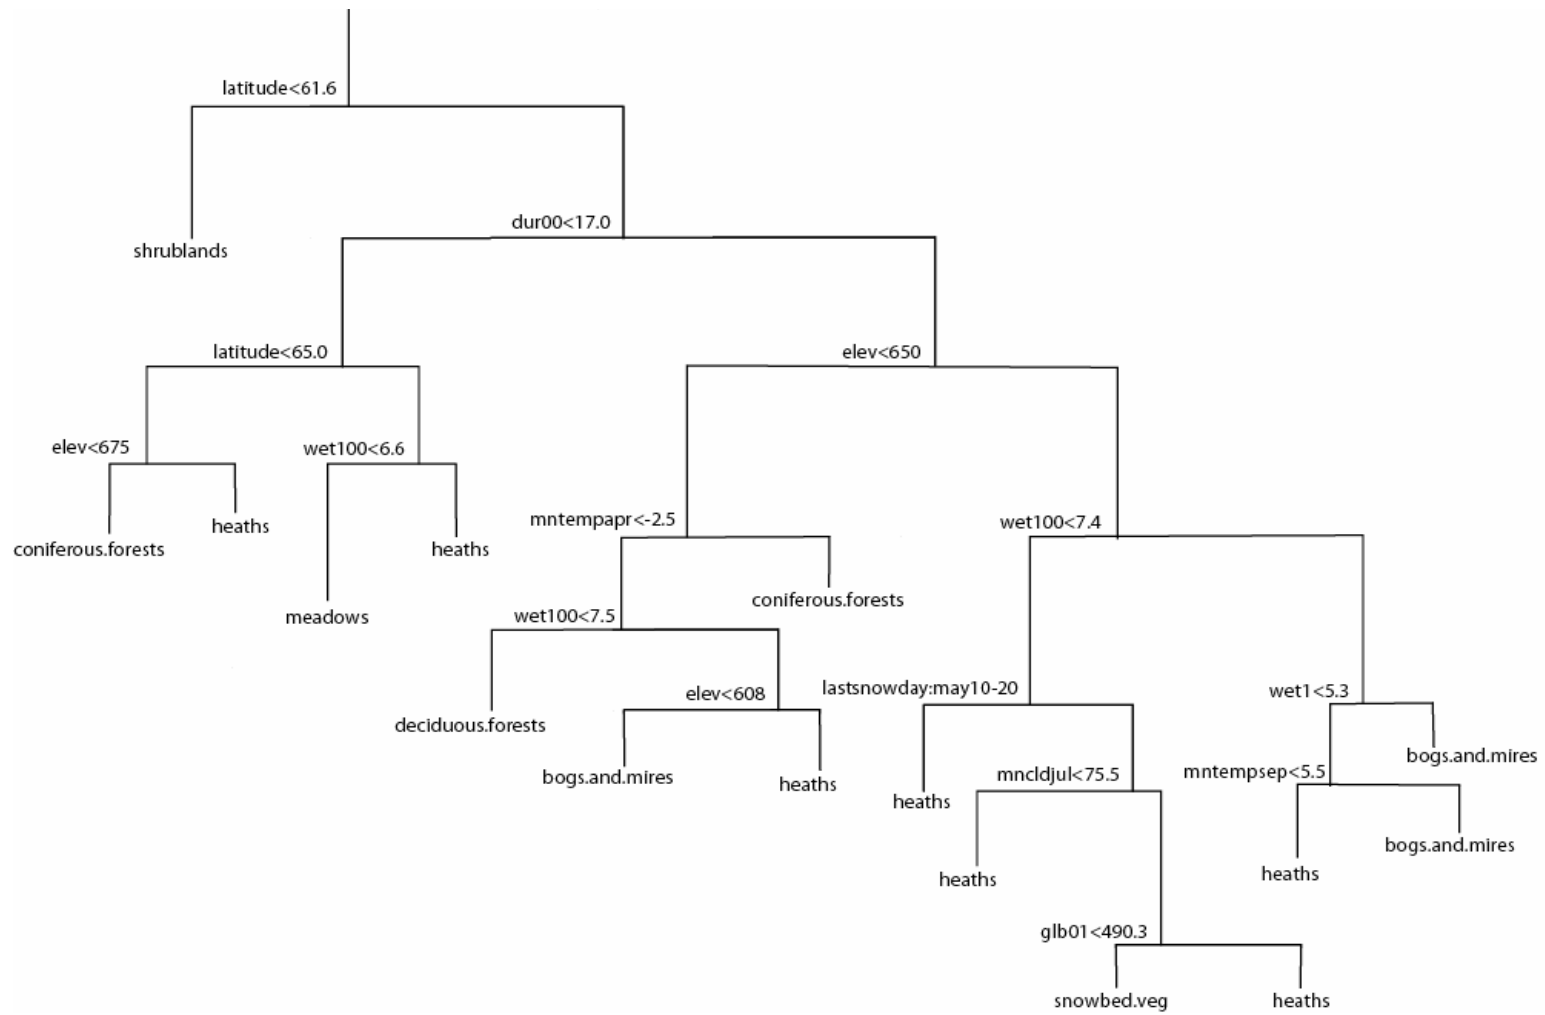 latitude<61.6
dur00<17.0
shrublands
latitude<65.0
elev<650
elev<675
wet100<6.6
heaths
coniferous.forests
heaths
meadows
mntempapr<-2.5
wet100<7.4
coniferous.forests
wet100<7.5
elev<608
lastsnowday:may10-20
wet1<5.3
deciduous.forests
bogs.and.mires
heaths
bogs.and.mires
mncldjul<75.5
mntempsep<5.5
heaths
bogs.and.mires
heaths
heaths
glb01<490.3
snowbed.veg
heaths